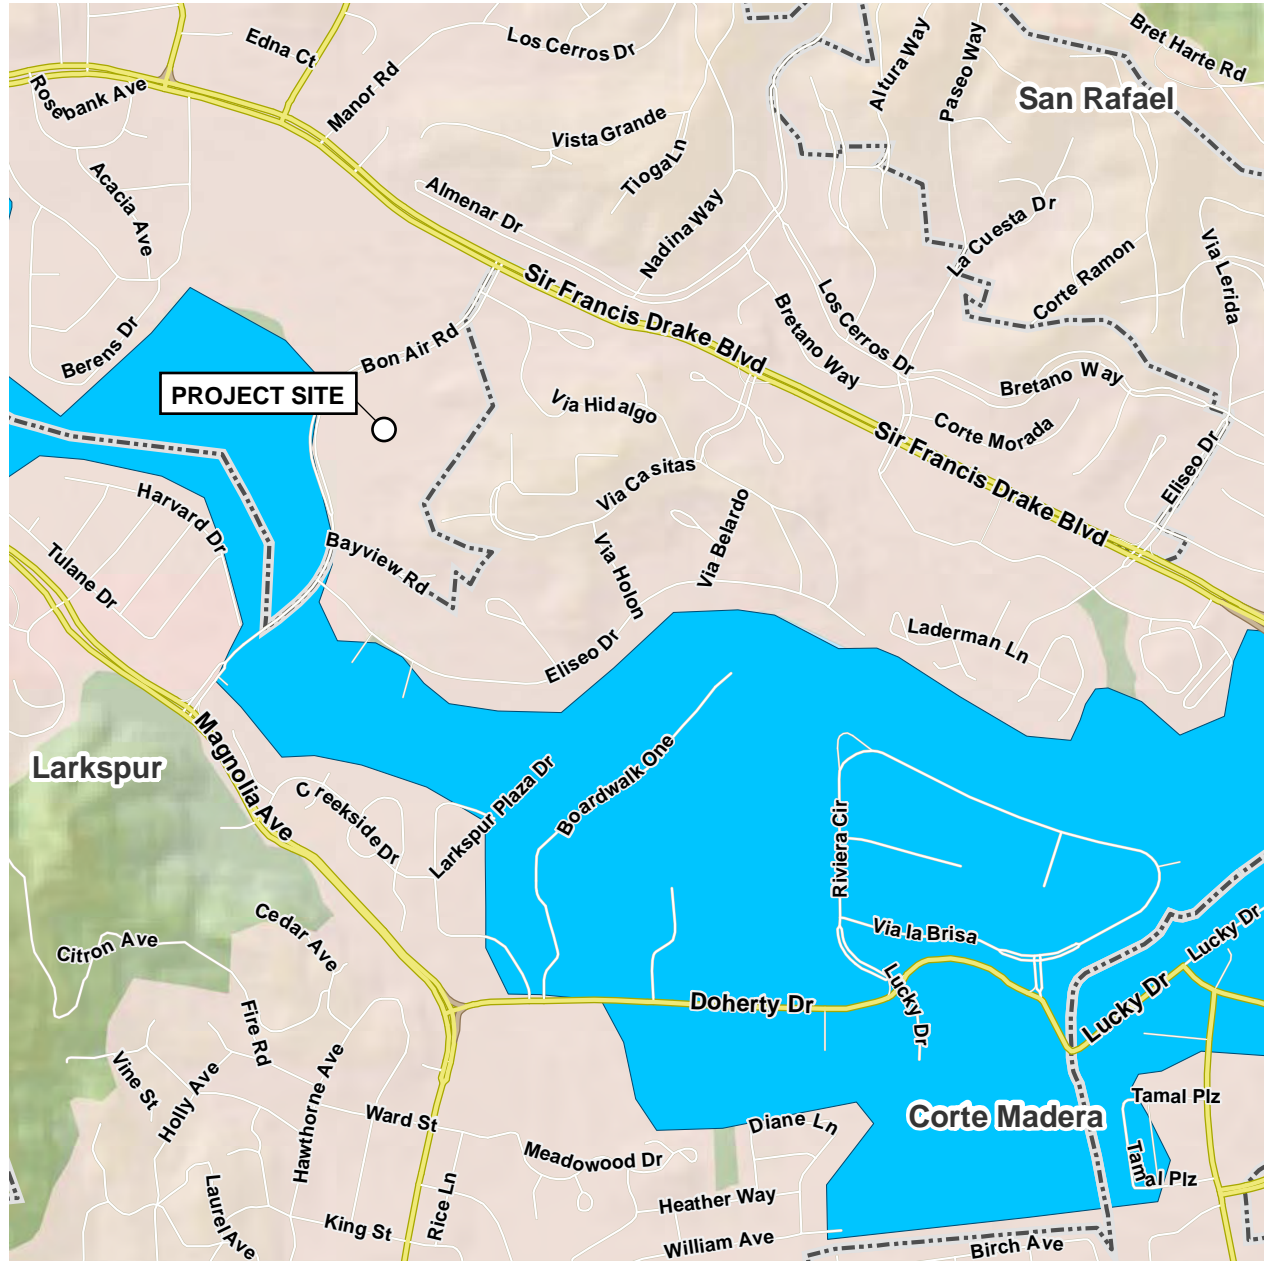 Edna Ct
Los Cerros Dr
Altura Way
Paseo Way
Bret Harte Rd
San Rafael
Rosebank Ave
Manor Rd
Vista Grande
Tioga Ln
Acacia Ave
Almenar Dr
Nadina Way
La Cuesta Dr
Corte Ramon
Via Lerida
Sir Francis Drake Blvd
Los Cerros Dr
Bretano Way
Berens Dr
Bon Air Rd
PROJECT SITE
Via Hidalgo
Bretano Way
Corte Morada
Sir Francis Drake Blvd
Eliseo Dr
Via Casitas
Via Belardo
Harvard Dr
Tulane Dr
Bayview Rd
Via Holon
Eliseo Dr
Laderman Ln
Magnolia Ave
Larkspur
Creekside Dr
Larkspur Plaza Dr
Boardwalk One
Riviera Cir
Via la Brisa
Lucky Dr
Citron Ave
Cedar Ave
Doherty Dr
Lucky Dr
Lucky Dr
Fire Rd
Vine St
Holly Ave
Hawthorne Ave
Ward St
Diane Ln
Corte Madera
Tamal Plz
Tamal Plz
Meadowood Dr
Heather Way
Laurel Ave
King St
Rice Ln
William Ave
Birch Ave